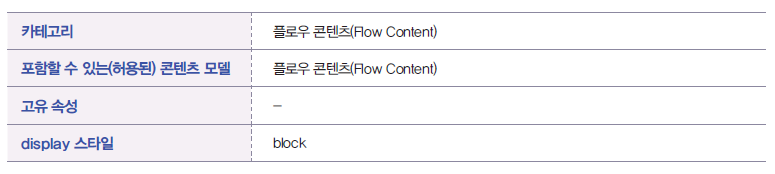 카테고리 플로우 콘텐츠(Flow Content)
포함할 수 있는(허용된) 콘텐츠 모델 플로우 콘텐츠(Flow Content)
고유 속성 –
display 스타일 block